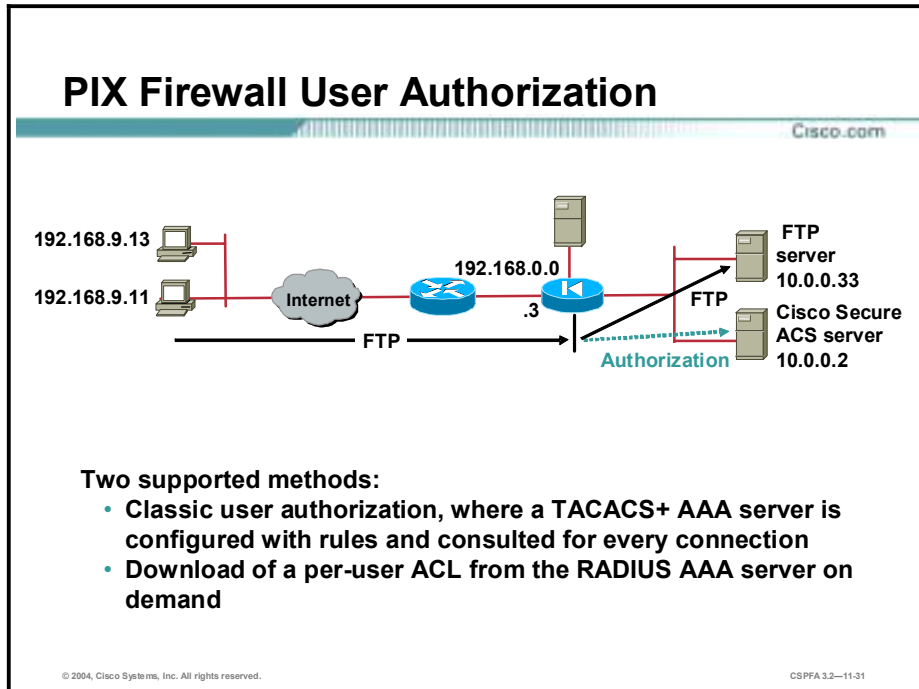 PIX Firewall User Authorization
Cisco.com
192.168.9.13
192.168.9.11
Internet
192.168.0.0
.3
FTP
FTP
Authorization
FTP
server
10.0.0.33
Cisco Secure
ACS server
10.0.0.2
Two supported methods:
• Classic user authorization, where a TACACS+ AAA server is
configured with rules and consulted for every connection
• Download of a per-user ACL from the RADIUS AAA server on
demand
© 2004, Cisco Systems, Inc. All rights reserved.
CSPFA 3.2—11-31